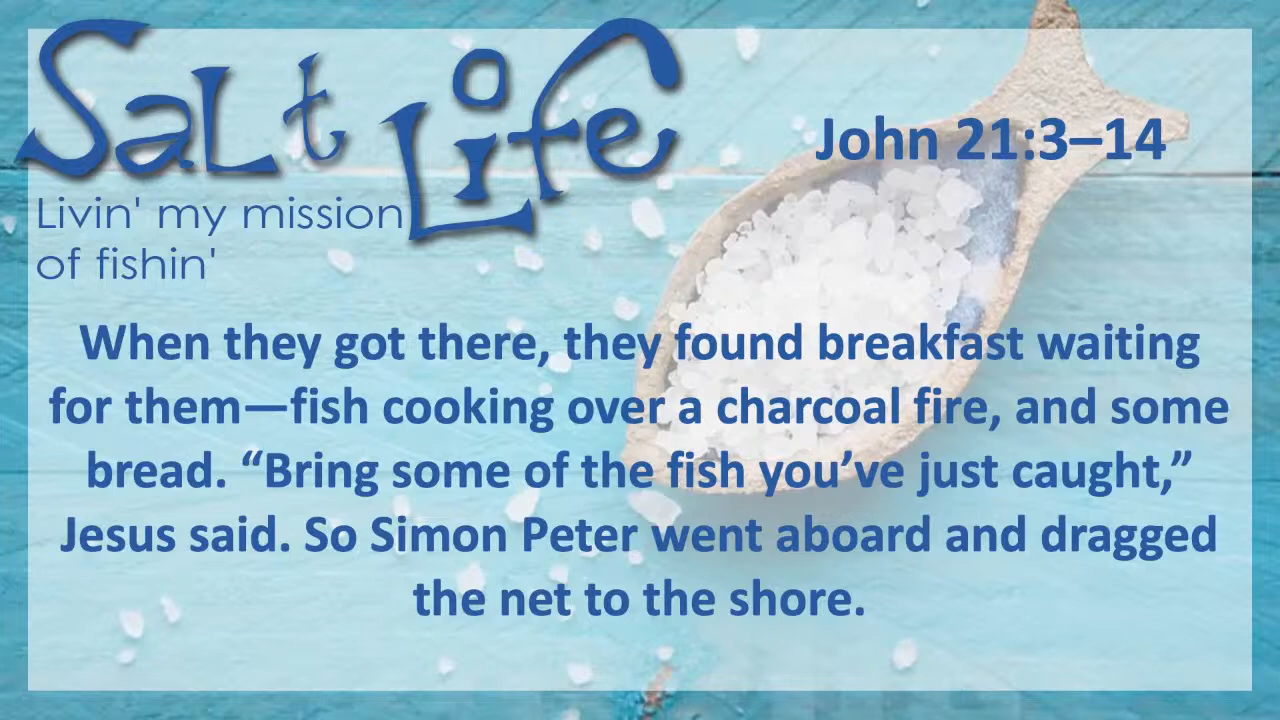 Salt Life
Livin' my mission
of fishin'
John 21:3–14
When they got there, they found breakfast waiting
for them—fish cooking over a charcoal fire, and some
bread. “Bring some of the fish you’ve just caught,”
Jesus said. So Simon Peter went aboard and dragged
the net to the shore.